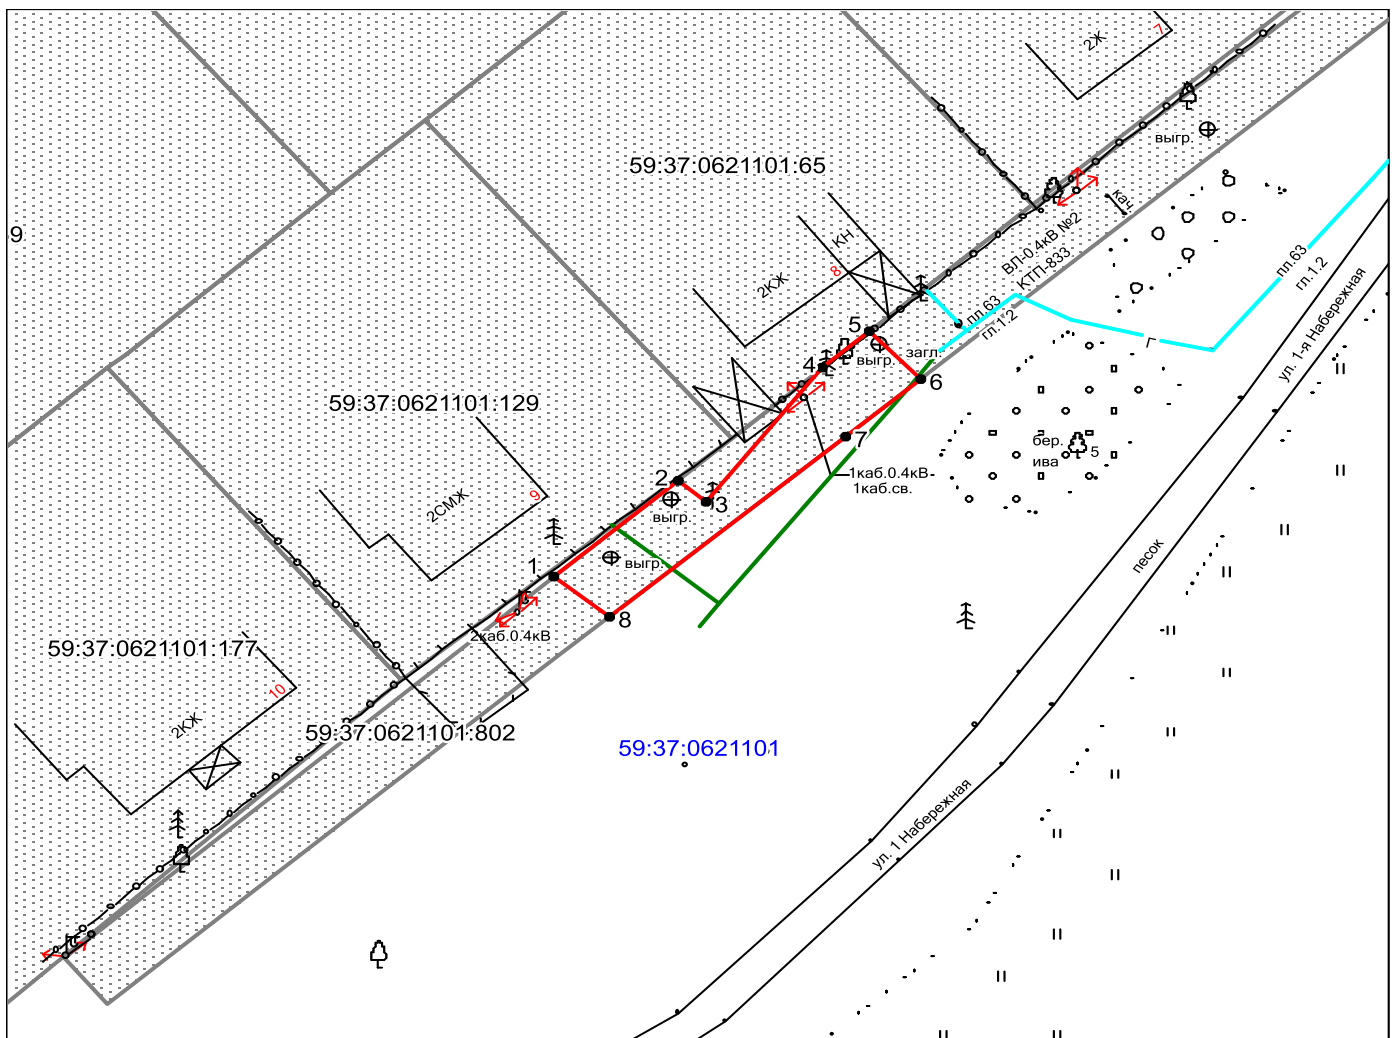 7
2Ж
выгр.
59:37:0621101:65
кач.
9
КН
ВЛ-0.4кВ №2
КТП-833
8
2КЖ
пл.63
гл.1.2
пл.63
гл.1.2
ул. 1-я Набережная
5
загл.
Г
4
выгр.
6
59:37:0621101:129
7
бер.
ива
5
2
1каб.0.4кВ-
1каб.св.
9
2СМЖ
3
выгр.
песок
1
выгр.
8
2каб.0.4кВ
59:37:0621101:177
10
2КЖ
59:37:0621101:802
59:37:0621101
ул. 1 Набережная